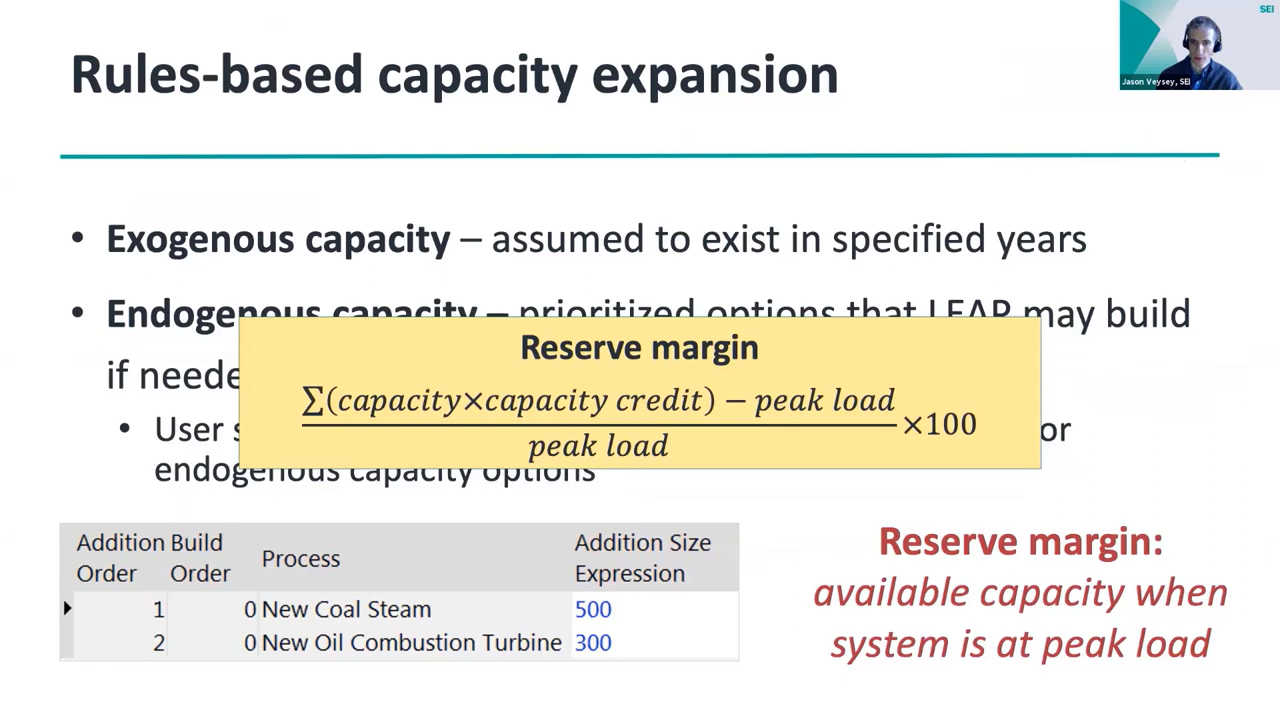 SEI
Jason Veysey, SEI
Rules-based capacity expansion
• Exogenous capacity – assumed to exist in specified years
• Endogenous capacity – prioritized options that LEAP may build
if neede
Reserve margin
∑(capacity×capacity credit) − peak load
peak load
×100
• User
or
endogenous capacity options
Addition Order Build Order Process Addition Size Expression
1 0 New Coal Steam 500
2 0 New Oil Combustion Turbine 300
Reserve margin:
available capacity when
system is at peak load